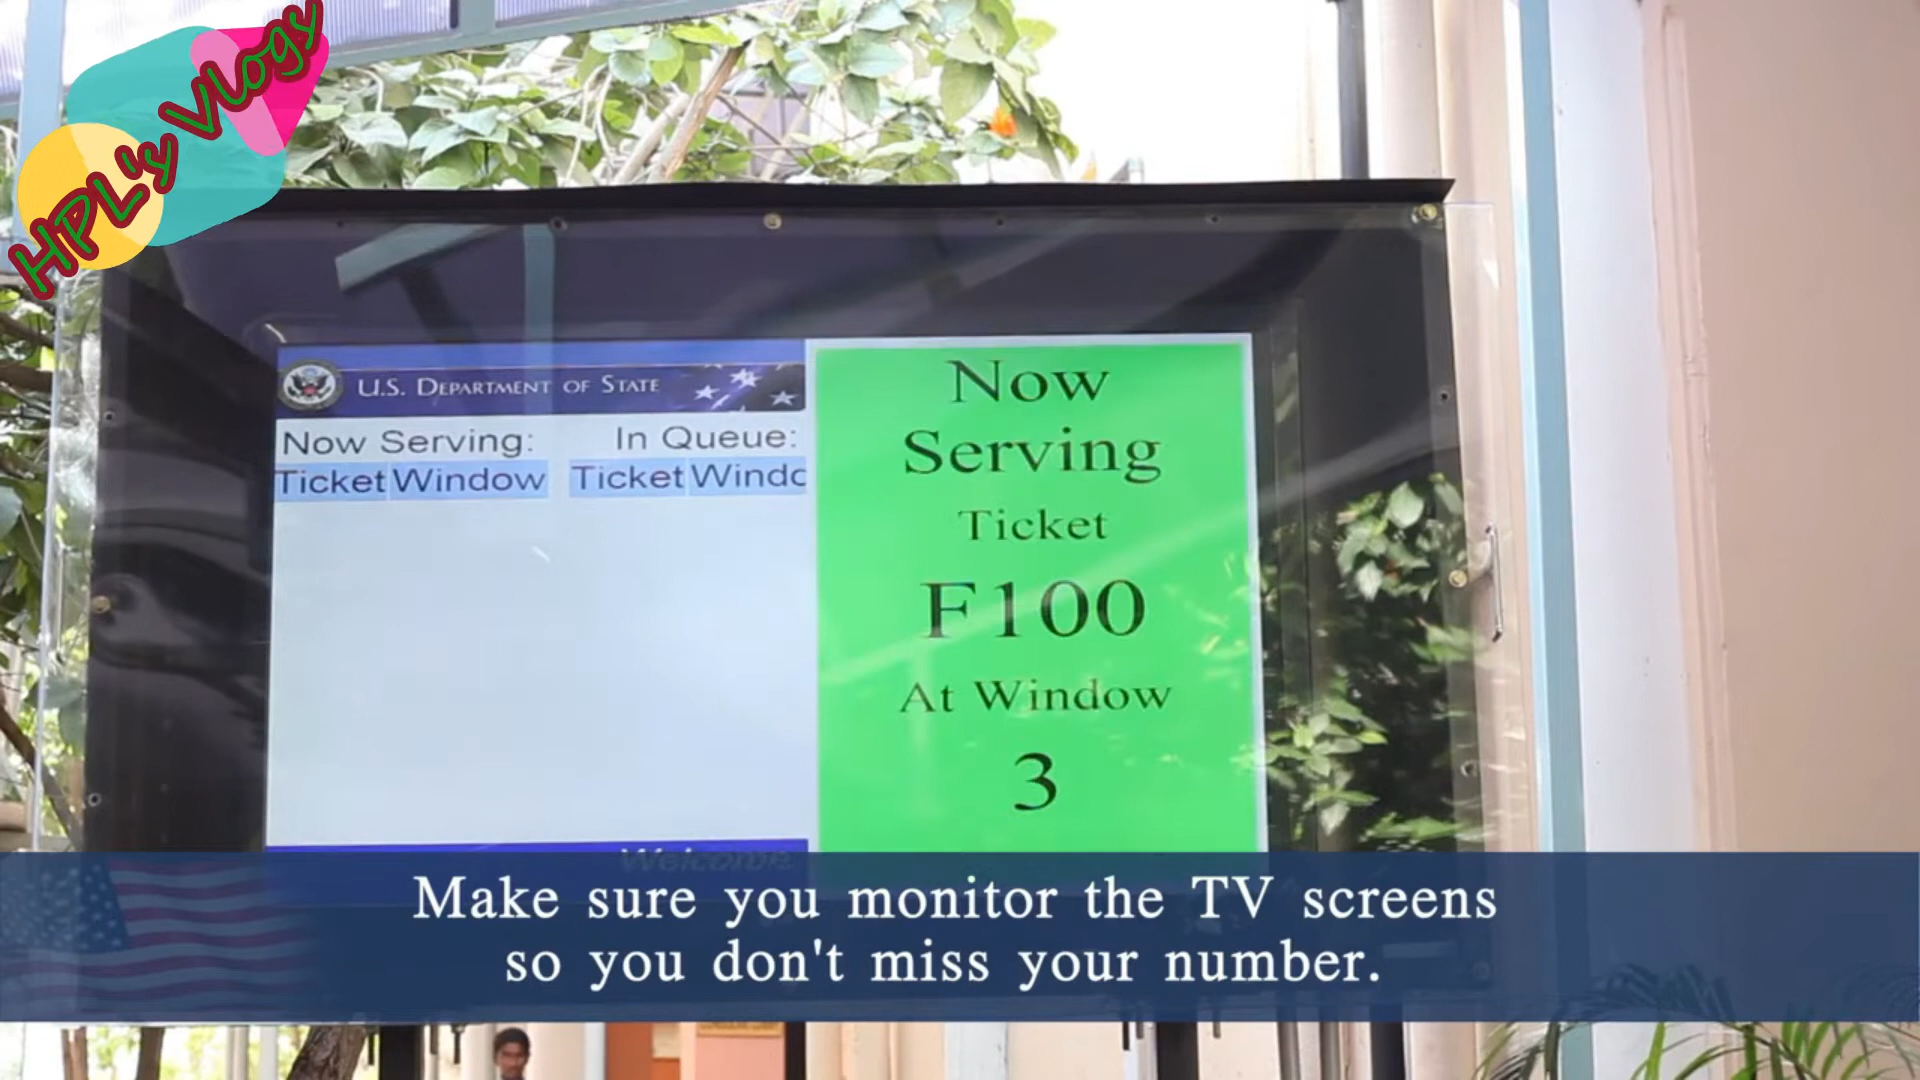 HPL's Vlogs
U.S. DEPARTMENT OF STATE
Now Serving: In Queue:
Ticket Window Ticket Windo
Welcome
Now
Serving
Ticket
F100
At Window
3
Make sure you monitor the TV screens
so you don't miss your number.